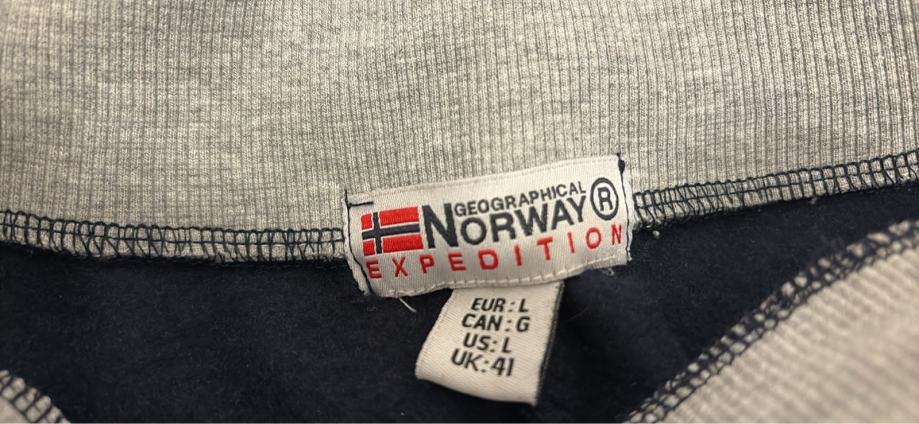 GEOGRAPHICAL
NORWAY ®
EXPEDITION
EUR: L
CAN: G
US: L
UK: 41